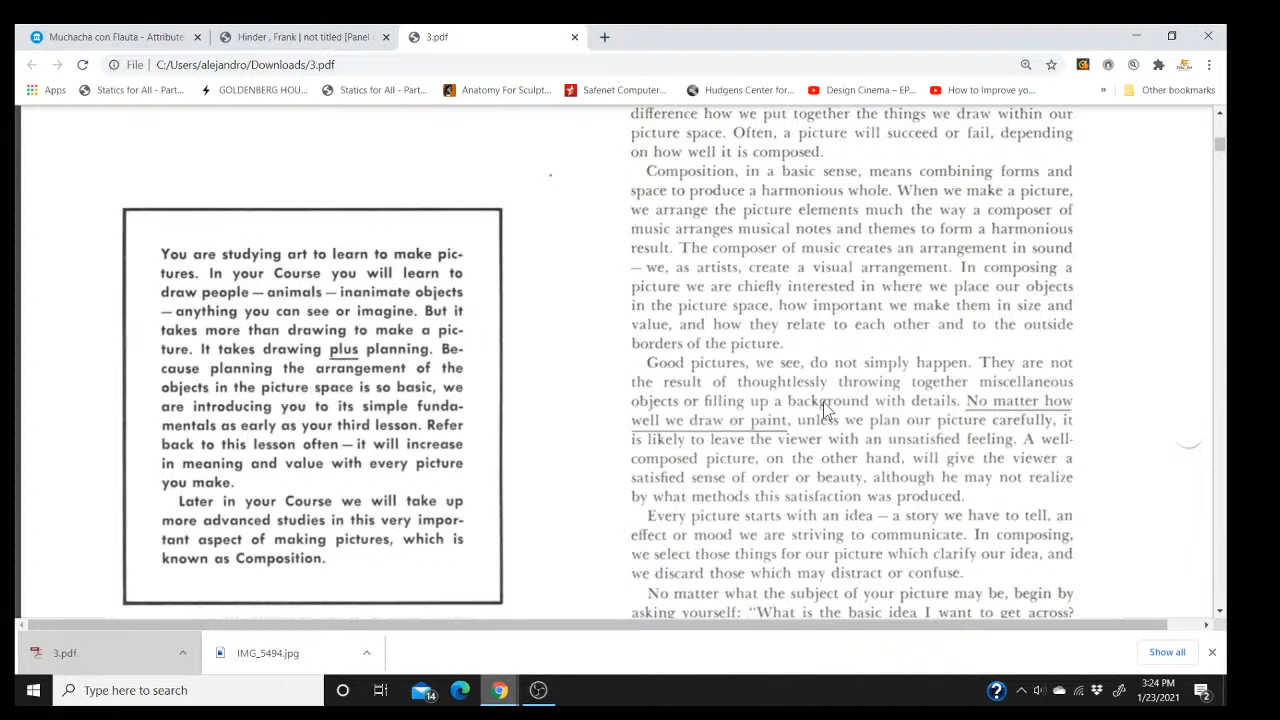 Muchacha con Flauta - Attribute
Hinder , Frank | not titled [Panel
3.pdf
File
C:/Users/alejandro/Downloads/3.pdf
Apps
Statics for All - Part...
GOLDENBERG HOU...
Statics for All - Part...
Anatomy For Sculpt...
Safenet Computer...
Hudgens Center for...
Design Cinema – EP...
How to Improve yo...
»
Other bookmarks
You are studying art to learn to make pic-
tures. In your Course you will learn to
draw people — animals — inanimate objects
— anything you can see or imagine. But it
takes more than drawing to make a pic-
ture. It takes drawing plus planning. Be-
cause planning the arrangement of the
objects in the picture space is so basic, we
are introducing you to its simple funda-
mentals as early as your third lesson. Refer
back to this lesson often — it will increase
in meaning and value with every picture
you make.
Later in your Course we will take up
more advanced studies in this very impor-
tant aspect of making pictures, which is
known as Composition.
difference how we put together the things we draw within our
picture space. Often, a picture will succeed or fail, depending
on how well it is composed.
Composition, in a basic sense, means combining forms and
space to produce a harmonious whole. When we make a picture,
we arrange the picture elements much the way a composer of
music arranges musical notes and themes to form a harmonious
result. The composer of music creates an arrangement in sound
— we, as artists, create a visual arrangement. In composing a
picture we are chiefly interested in where we place our objects
in the picture space, how important we make them in size and
value, and how they relate to each other and to the outside
borders of the picture.
Good pictures, we see, do not simply happen. They are not
the result of thoughtlessly throwing together miscellaneous
objects or filling up a background with details. No matter how
well we draw or paint, unless we plan our picture carefully, it
is likely to leave the viewer with an unsatisfied feeling. A well-
composed picture, on the other hand, will give the viewer a
satisfied sense of order or beauty, although he may not realize
by what methods this satisfaction was produced.
Every picture starts with an idea — a story we have to tell, an
effect or mood we are striving to communicate. In composing,
we select those things for our picture which clarify our idea, and
we discard those which may distract or confuse.
No matter what the subject of your picture may be, begin by
asking yourself: "What is the basic idea I want to get across?
3.pdf
IMG_5494.jpg
Show all
Type here to search
14
3:24 PM
1/23/2021
2